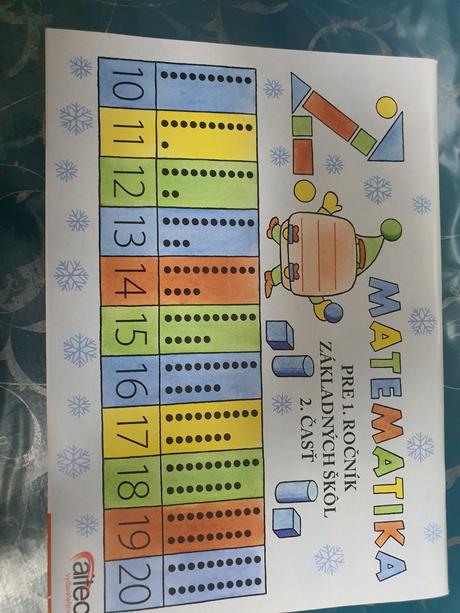 MATEMATIKA
PRE 1. ROČNÍK
ZÁKLADNÝCH ŠKÔL
2. ČASŤ
10 11 12 13 14 15 16 17 18 19 20
aitec